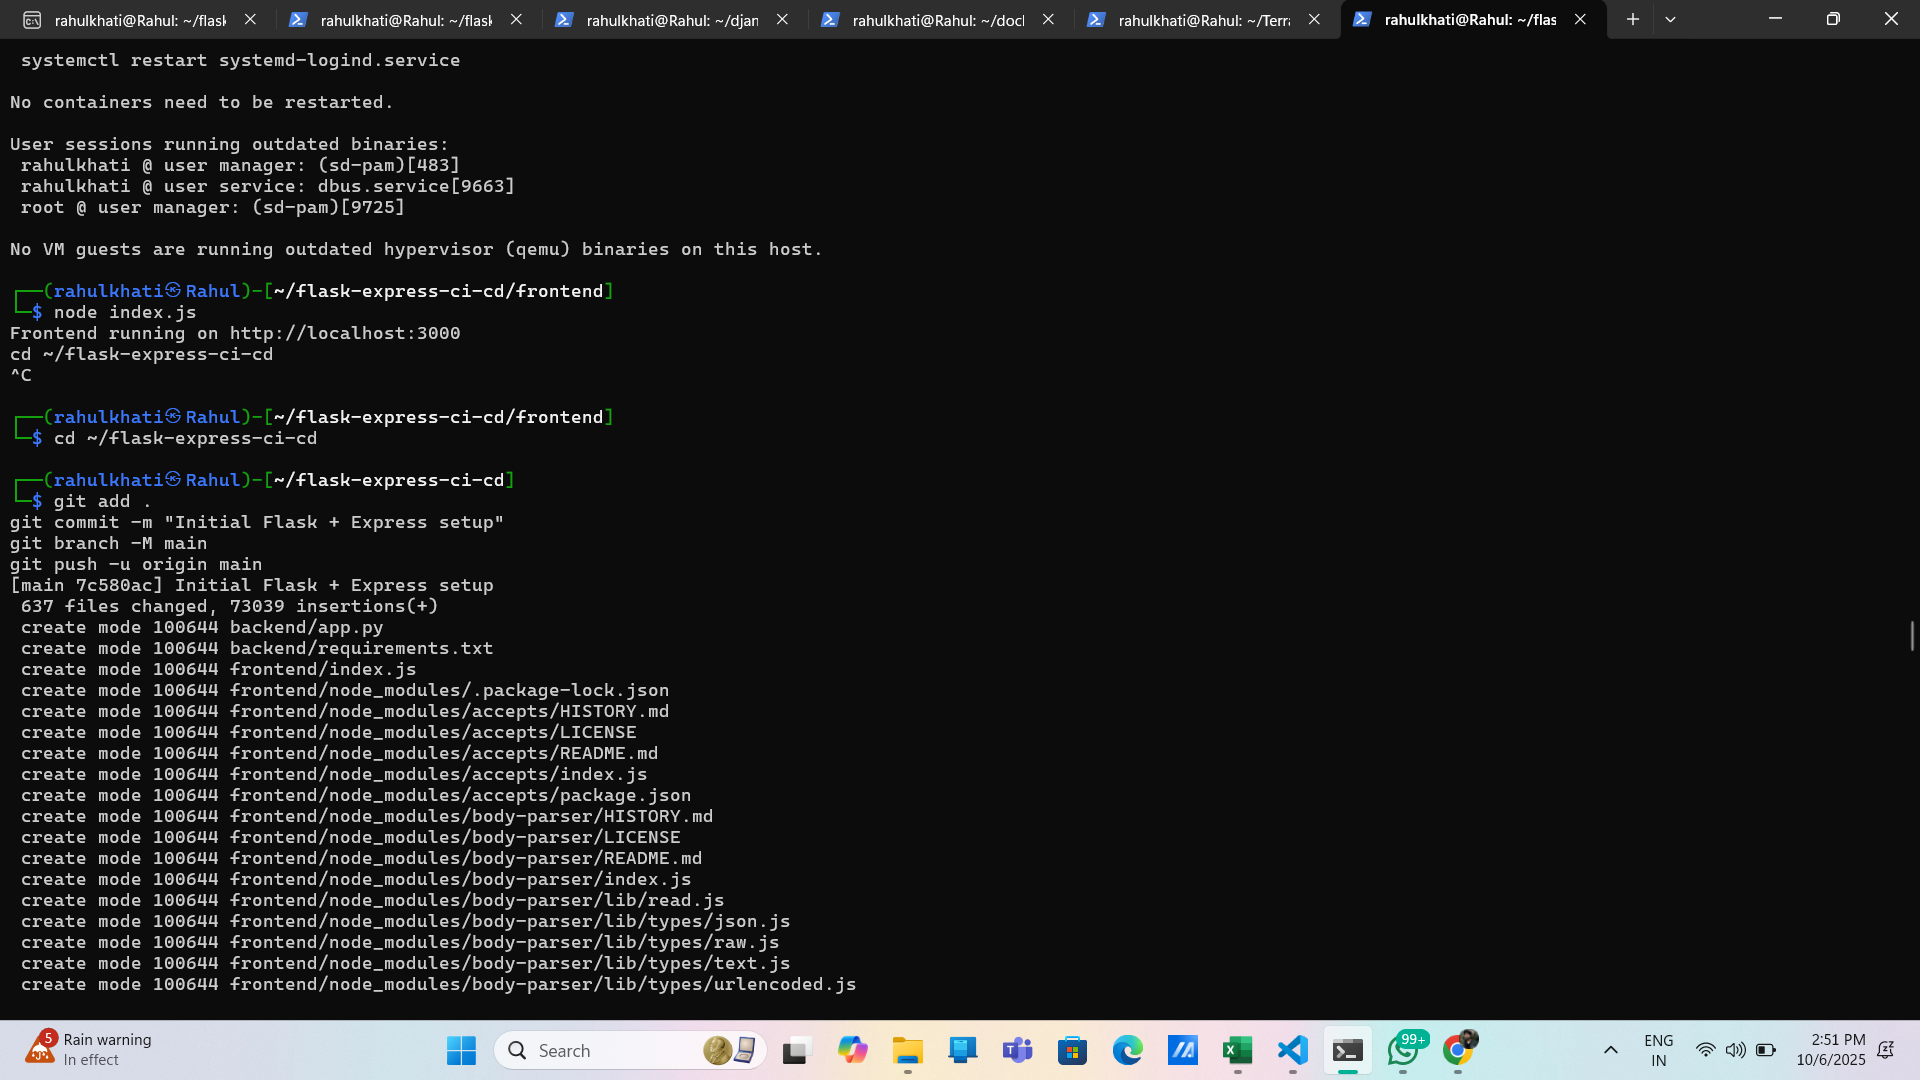 rahulkhati@Rahul: ~/flask
rahulkhati@Rahul: ~/flask
rahulkhati@Rahul: ~/djan
rahulkhati@Rahul: ~/doc
rahulkhati@Rahul: ~/Terra
rahulkhati@Rahul: ~/flas
systemctl restart systemd-logind.service
No containers need to be restarted.
User sessions running outdated binaries:
rahulkhati @ user manager: (sd-pam)[483]
rahulkhati @ user service: dbus.service[9663]
root @ user manager: (sd-pam)[9725]
No VM guests are running outdated hypervisor (qemu) binaries on this host.
┌──(rahulkhati㉿Rahul)-[~/flask-express-ci-cd/frontend]
└─$ node index.js
Frontend running on http://localhost:3000
cd ~/flask-express-ci-cd
^C
┌──(rahulkhati㉿Rahul)-[~/flask-express-ci-cd/frontend]
└─$ cd ~/flask-express-ci-cd
┌──(rahulkhati㉿Rahul)-[~/flask-express-ci-cd]
└─$ git add .
git commit -m "Initial Flask + Express setup"
git branch -M main
git push -u origin main
[main 7c580ac] Initial Flask + Express setup
637 files changed, 73039 insertions(+)
create mode 100644 backend/app.py
create mode 100644 backend/requirements.txt
create mode 100644 frontend/index.js
create mode 100644 frontend/node_modules/.package-lock.json
create mode 100644 frontend/node_modules/accepts/HISTORY.md
create mode 100644 frontend/node_modules/accepts/LICENSE
create mode 100644 frontend/node_modules/accepts/README.md
create mode 100644 frontend/node_modules/accepts/index.js
create mode 100644 frontend/node_modules/accepts/package.json
create mode 100644 frontend/node_modules/body-parser/HISTORY.md
create mode 100644 frontend/node_modules/body-parser/LICENSE
create mode 100644 frontend/node_modules/body-parser/README.md
create mode 100644 frontend/node_modules/body-parser/index.js
create mode 100644 frontend/node_modules/body-parser/lib/read.js
create mode 100644 frontend/node_modules/body-parser/lib/types/json.js
create mode 100644 frontend/node_modules/body-parser/lib/types/raw.js
create mode 100644 frontend/node_modules/body-parser/lib/types/text.js
create mode 100644 frontend/node_modules/body-parser/lib/types/urlencoded.js
5
Rain warning
In effect
Search
99+
ENG
IN
2:51 PM
10/6/2025